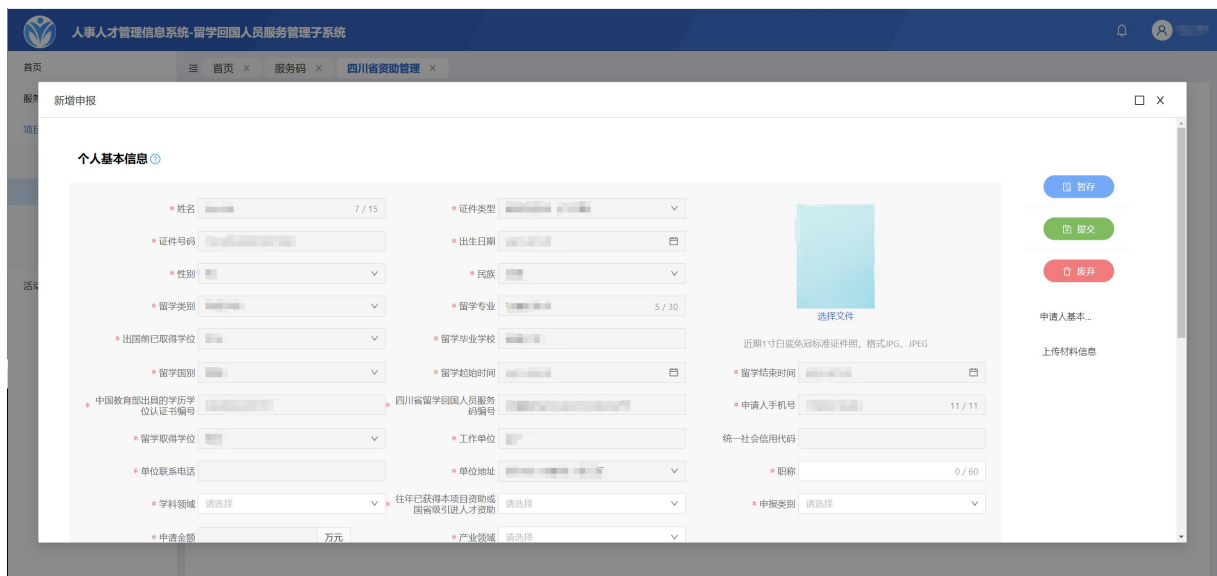 人事人才管理信息系统-留学回国人员服务管理子系统
首页
首页 ×
服务码 ×
四川省资助管理 ×
新增申报
个人基本信息
* 姓名
7 / 15
* 证件类型
* 证件号码
* 出生日期
* 性别
* 民族
* 留学类别
* 留学专业
5 / 30
选择文件
* 出国前已取得学位
* 留学毕业学校
近期1寸白底免冠标准证件照，格式JPG、JPEG
* 留学国别
* 留学起始时间
* 留学结束时间
* 中国教育部出具的学历学
位认证书编号
* 四川省留学回国人员服务
码编号
* 申请人手机号
11 / 11
* 留学取得学位
* 工作单位
统一社会信用代码
* 单位联系电话
* 单位地址
* 职称
0 / 60
* 学科领域 请选择
* 往年已获得本项目资助或
国省级引进人才资助
请选择
* 申报类别 请选择
* 申请金额
万元
* 产业领域 请选择
暂存
提交
废弃
申请人基本...
上传材料信息